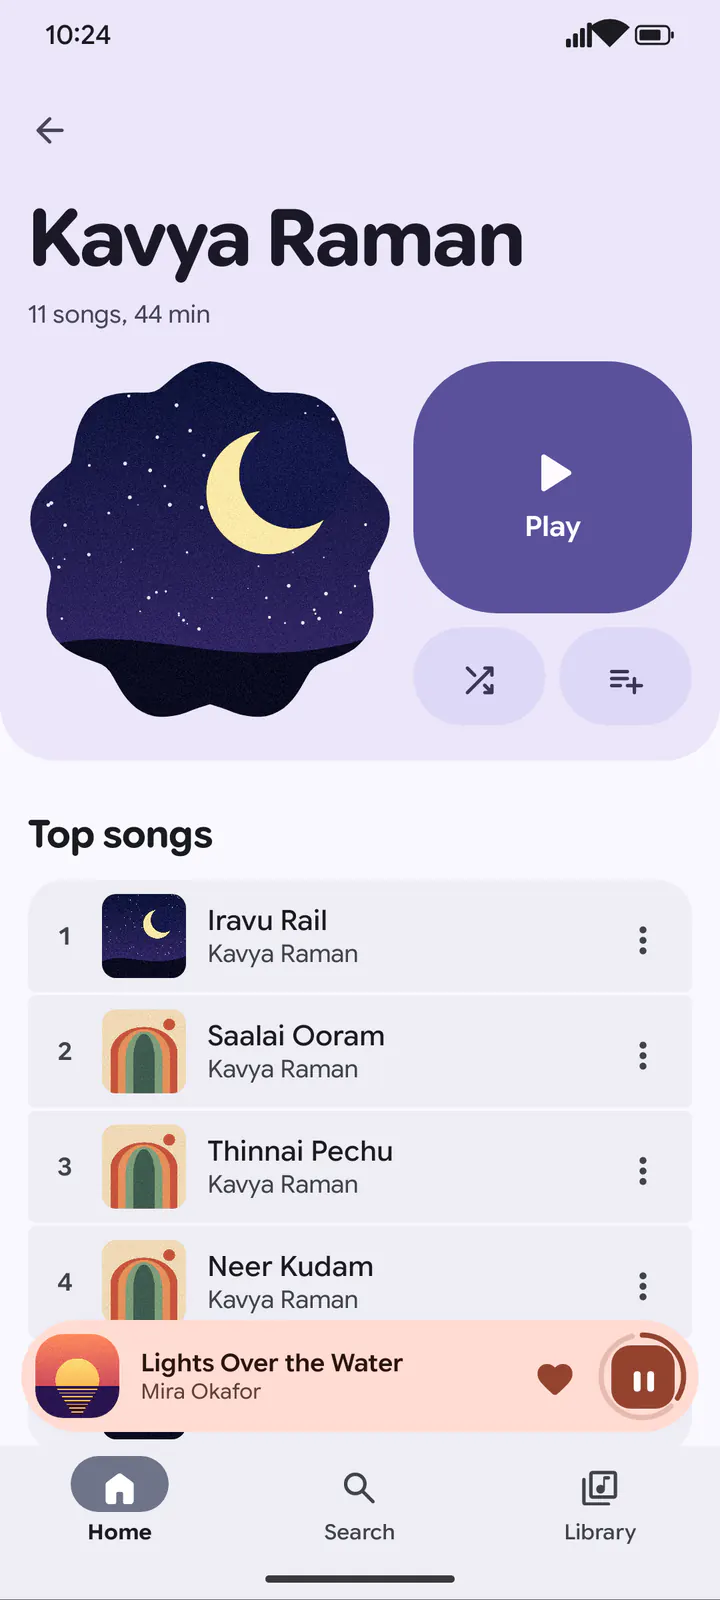 10:24
Kavya Raman
11 songs, 44 min
Play
Top songs
1
Iravu Rail
Kavya Raman
2
Saalai Ooram
Kavya Raman
3
Thinnai Pechu
Kavya Raman
4
Neer Kudam
Kavya Raman
Lights Over the Water
Mira Okafor
Home
Search
Library